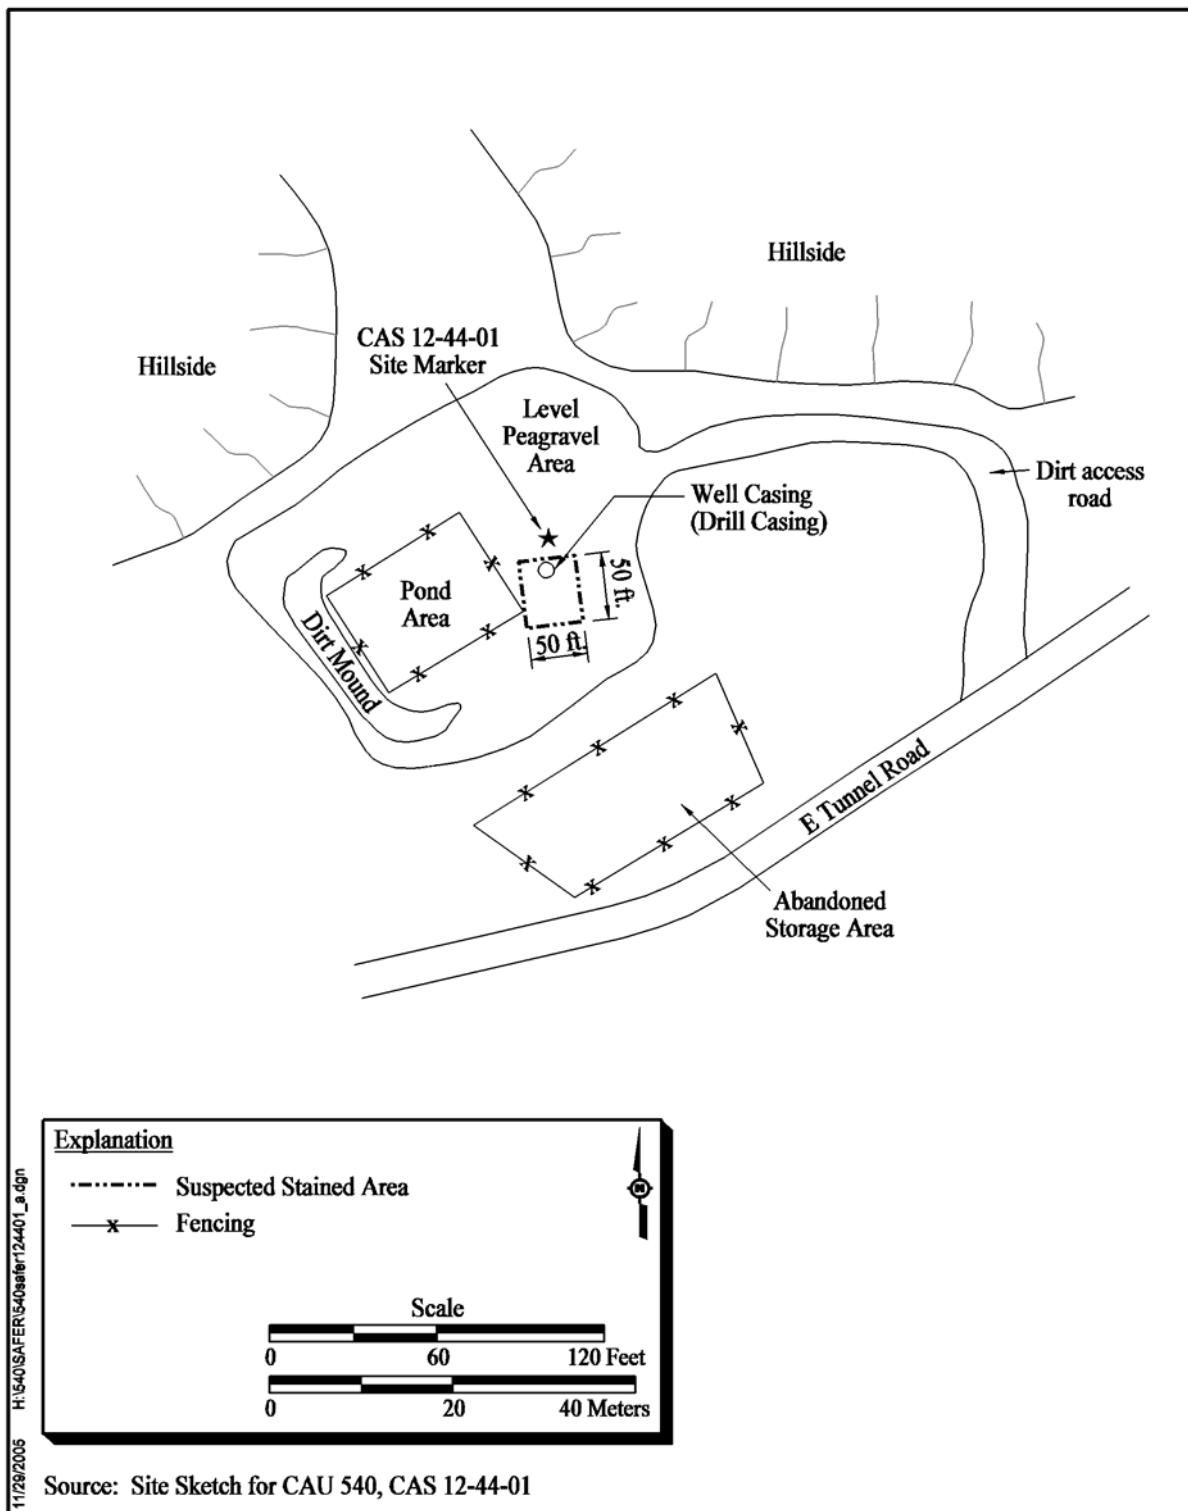 Hillside
CAS 12-44-01
Site Marker
Hillside
Level
Peagravel
Area
Dirt access
road
Well Casing
(Drill Casing)
50 ft.
Pond
Area
Dirt Mound
50 ft.
E Tunnel Road
Abandoned
Storage Area
Explanation
Suspected Stained Area
x Fencing
N
Scale
0 60 120 Feet
0 20 40 Meters
11/29/2005 H:\540\SAFER\540safer124401_a.dgn
Source: Site Sketch for CAU 540, CAS 12-44-01